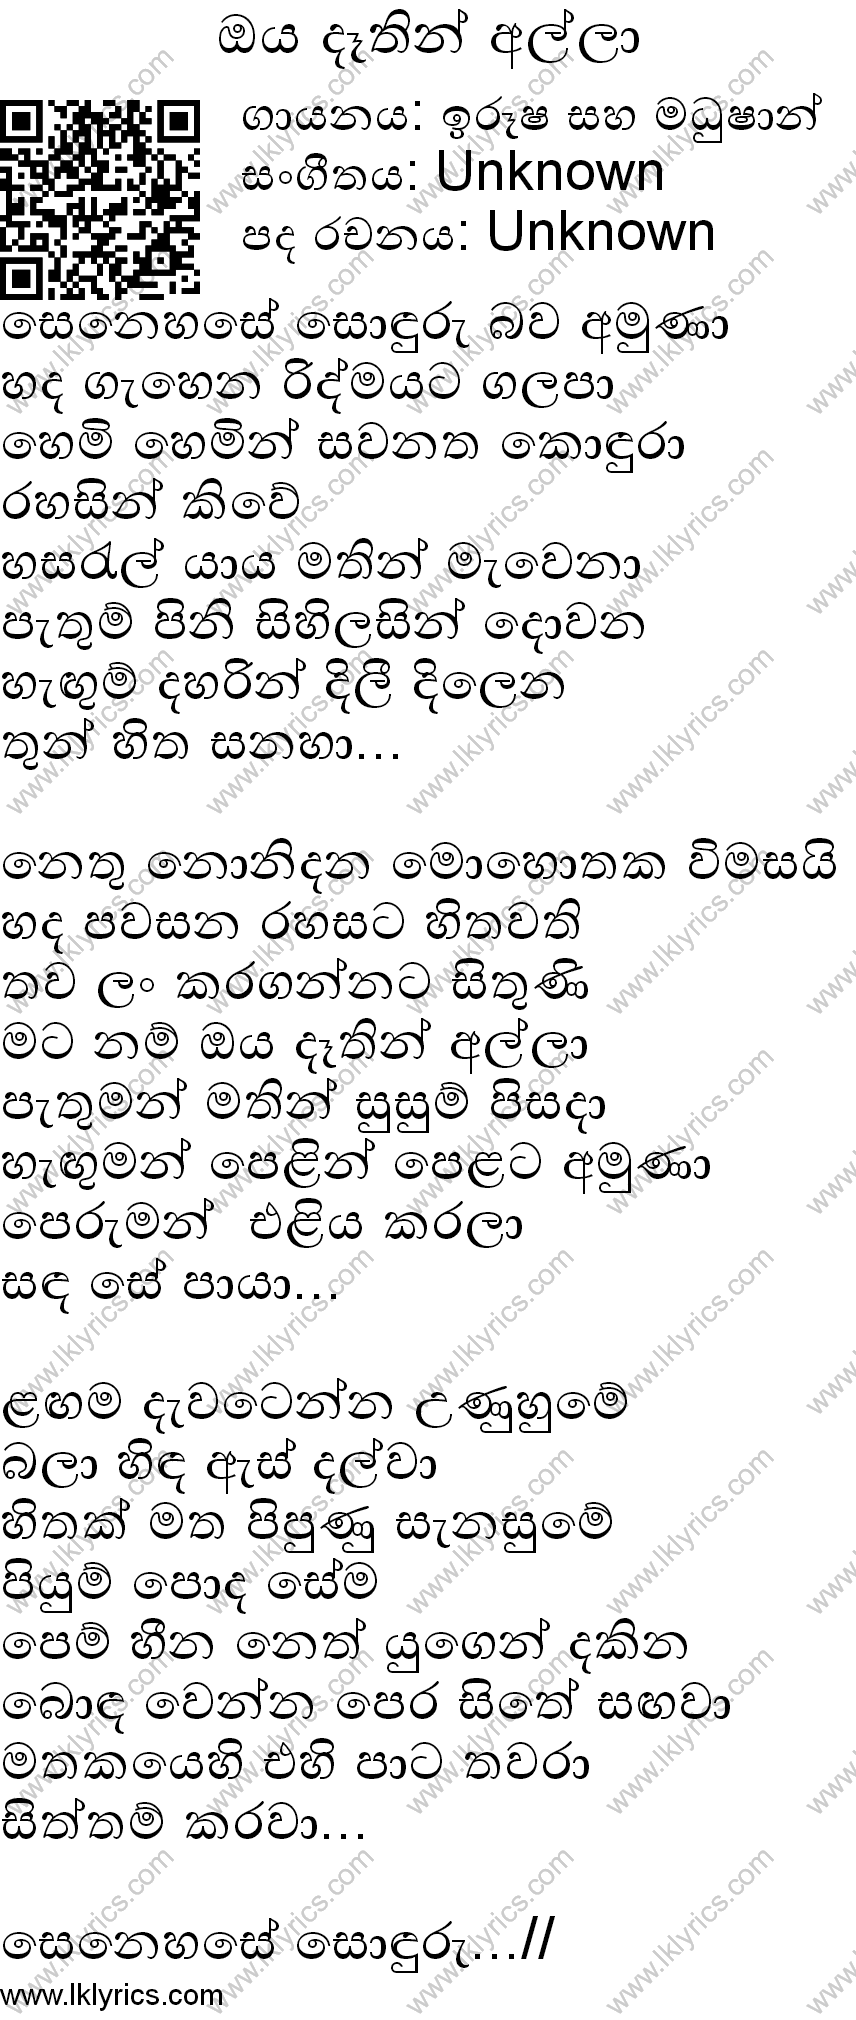 ඔය දෑතින් අල්ලා
ගායනය: ඉරූෂ සහ මධුෂාන්
සංගීතය: Unknown
පද රචනය: Unknown
සෙනෙහසේ සොඳුරු බව අමුණා
හද ගැහෙන රිද්මයට ගලපා
හෙමි හෙමින් සවනත කොඳුරා
රහසින් කිවේ
හසරැල් යාය මතින් මැවෙනා
පැතුම් පිනි සිහිලසින් දොවන
හැඟුම් දහරින් දිලී දිලෙන
තුන් හිත සනහා...
නෙතු නොනිදන මොහොතක විමසයි
හද පවසන රහසට හිතවති
තව ලං කරගන්නට සිතුණි
මට නම් ඔය දෑතින් අල්ලා
පැතුමන් මතින් සුසුම් පිසදා
හැඟුමන් පෙළින් පෙළට අමුණා
පෙරුමන්  එළිය කරලා
සඳ සේ පායා...
ළඟම දැවටෙන්න උණුහුමේ
බලා හිඳ ඇස් දල්වා
හිතක් මත පිපුණු සැනසුමේ
පියුම් පොද සේම
පෙම් හීන නෙත් යුගෙන් දකින
බොඳ වෙන්න පෙර සිතේ සඟවා
මතකයෙහි එහි පාට තවරා
සිත්තම් කරවා...
සෙනෙහසේ සොඳුරු...//
www.lklyrics.com